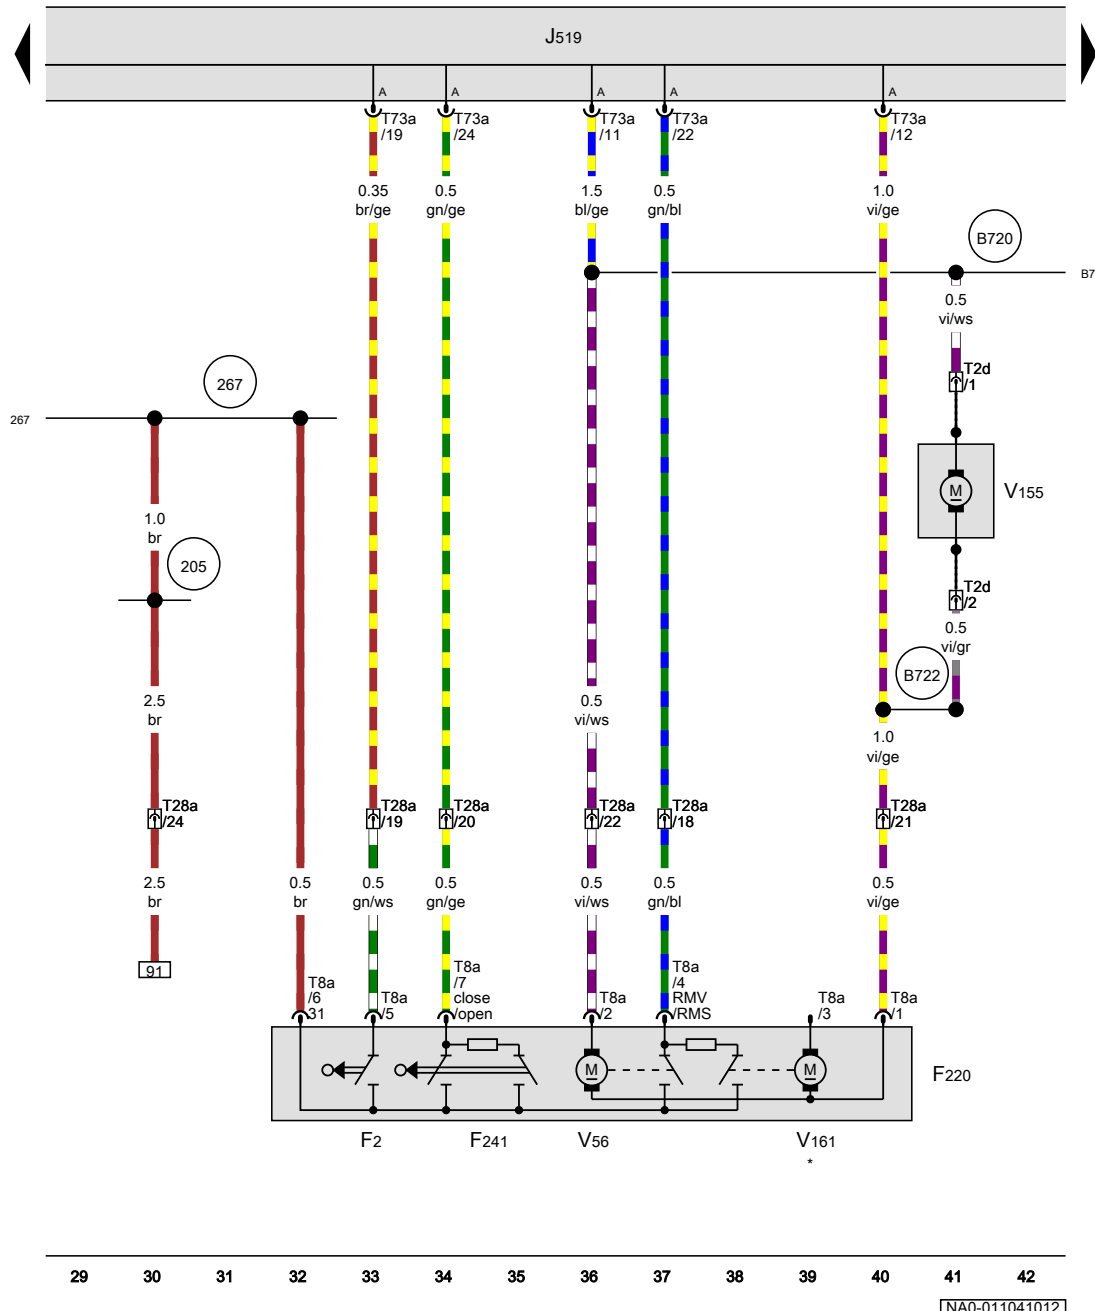 J519
A
A
A
A
A
T73a
/19
T73a
/24
T73a
/11
T73a
/22
T73a
/12
0.35
br/ge
0.5
gn/ge
1.5
bl/ge
0.5
gn/bl
1.0
vi/ge
B720
B7
0.5
vi/ws
T2d
/1
267
267
V155
M
1.0
br
205
T2d
/2
0.5
vi/gr
B722
2.5
br
0.5
vi/ws
1.0
vi/ge
T28a
/24
T28a
/19
T28a
/20
T28a
/22
T28a
/18
T28a
/21
2.5
br
0.5
br
0.5
gn/ws
0.5
gn/ge
0.5
vi/ws
0.5
gn/bl
0.5
vi/ge
91
T8a
/6
31
T8a
/5
T8a
/7
close
/open
T8a
/2
T8a
/4
RMV
/RMS
T8a
/3
T8a
/1
M
M
F220
F2
F241
V56
V161
*
29 30 31 32 33 34 35 36 37 38 39 40 41 42
NA0-011041012